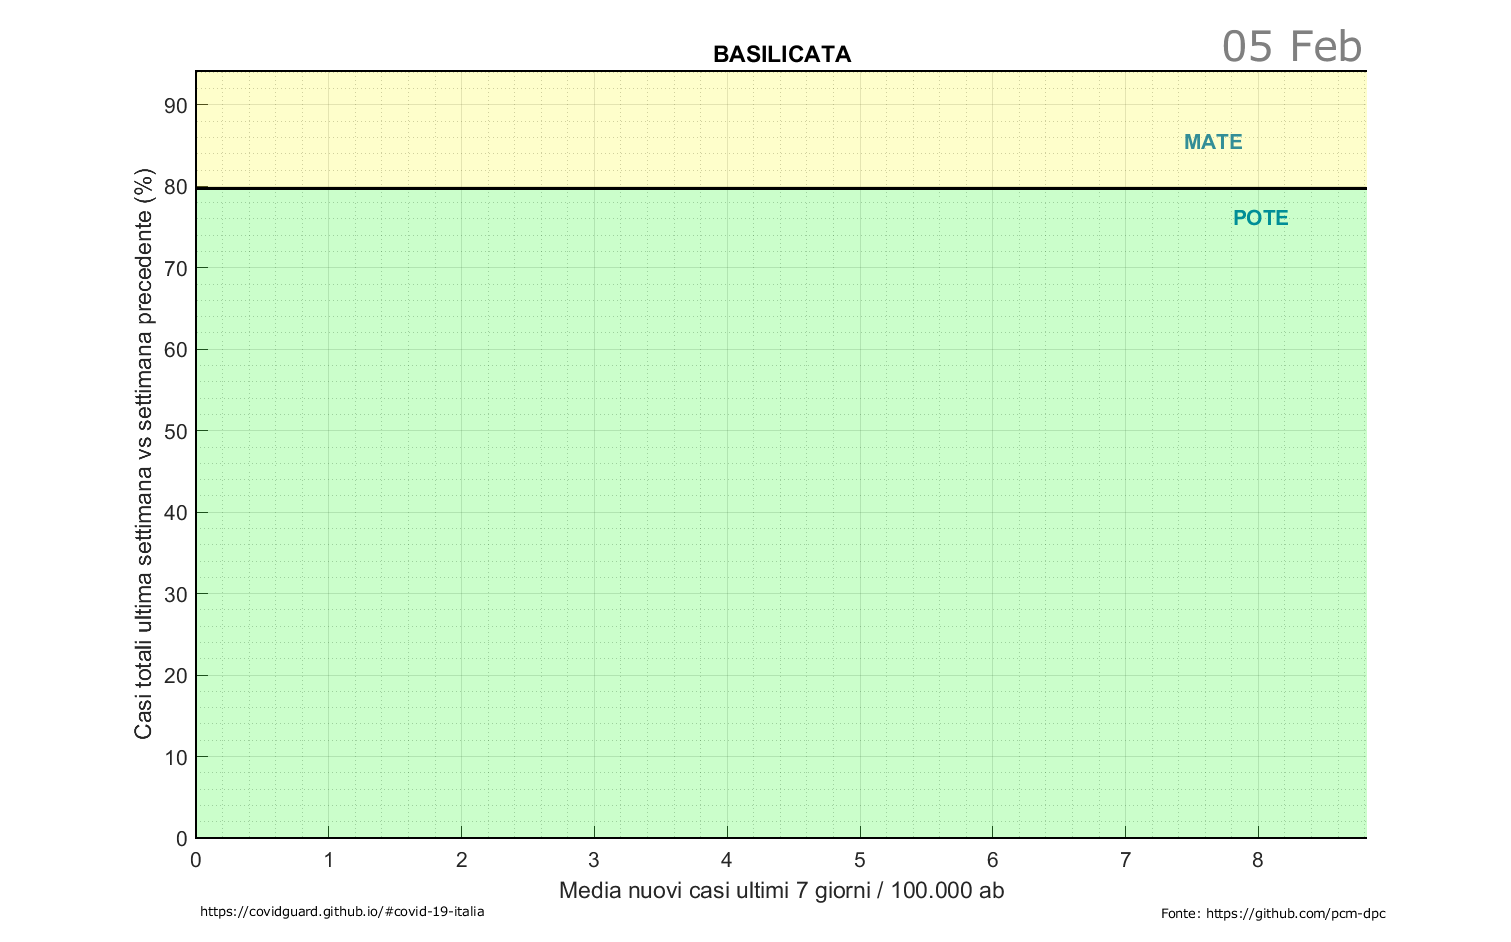 BASILICATA
05 Feb
Casi totali ultima settimana vs settimana precedente (%)
90
80
70
60
50
40
30
20
10
0
MATE
POTE
0 1 2 3 4 5 6 7 8
Media nuovi casi ultimi 7 giorni / 100.000 ab
https://covidguard.github.io/#covid-19-italia
Fonte: https://github.com/pcm-dpc